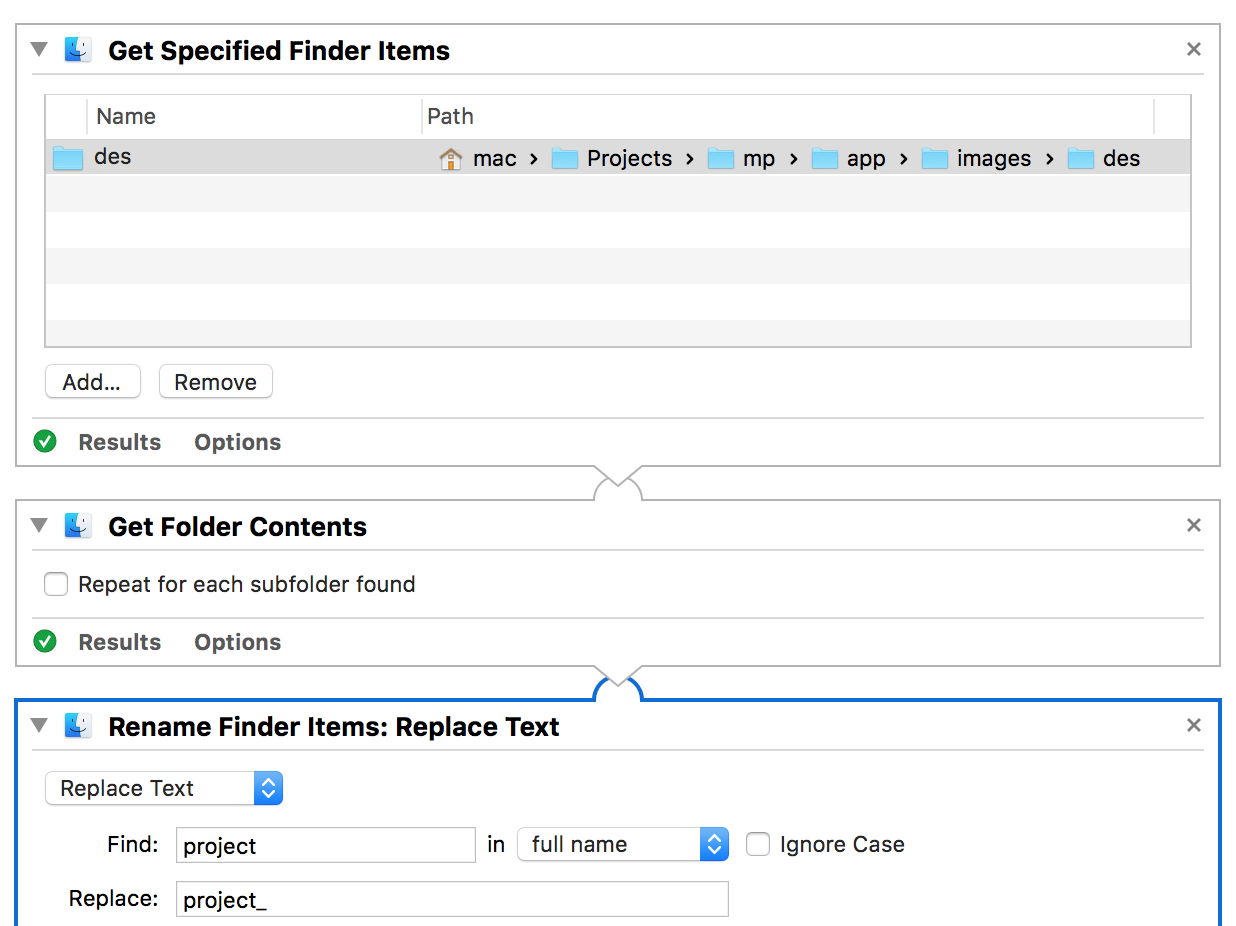 Get Specified Finder Items
Name Path
des mac › Projects › mp › app › images › des
Add... Remove
Results Options
Get Folder Contents
Repeat for each subfolder found
Results Options
Rename Finder Items: Replace Text
Replace Text
Find: project in full name Ignore Case
Replace: project_